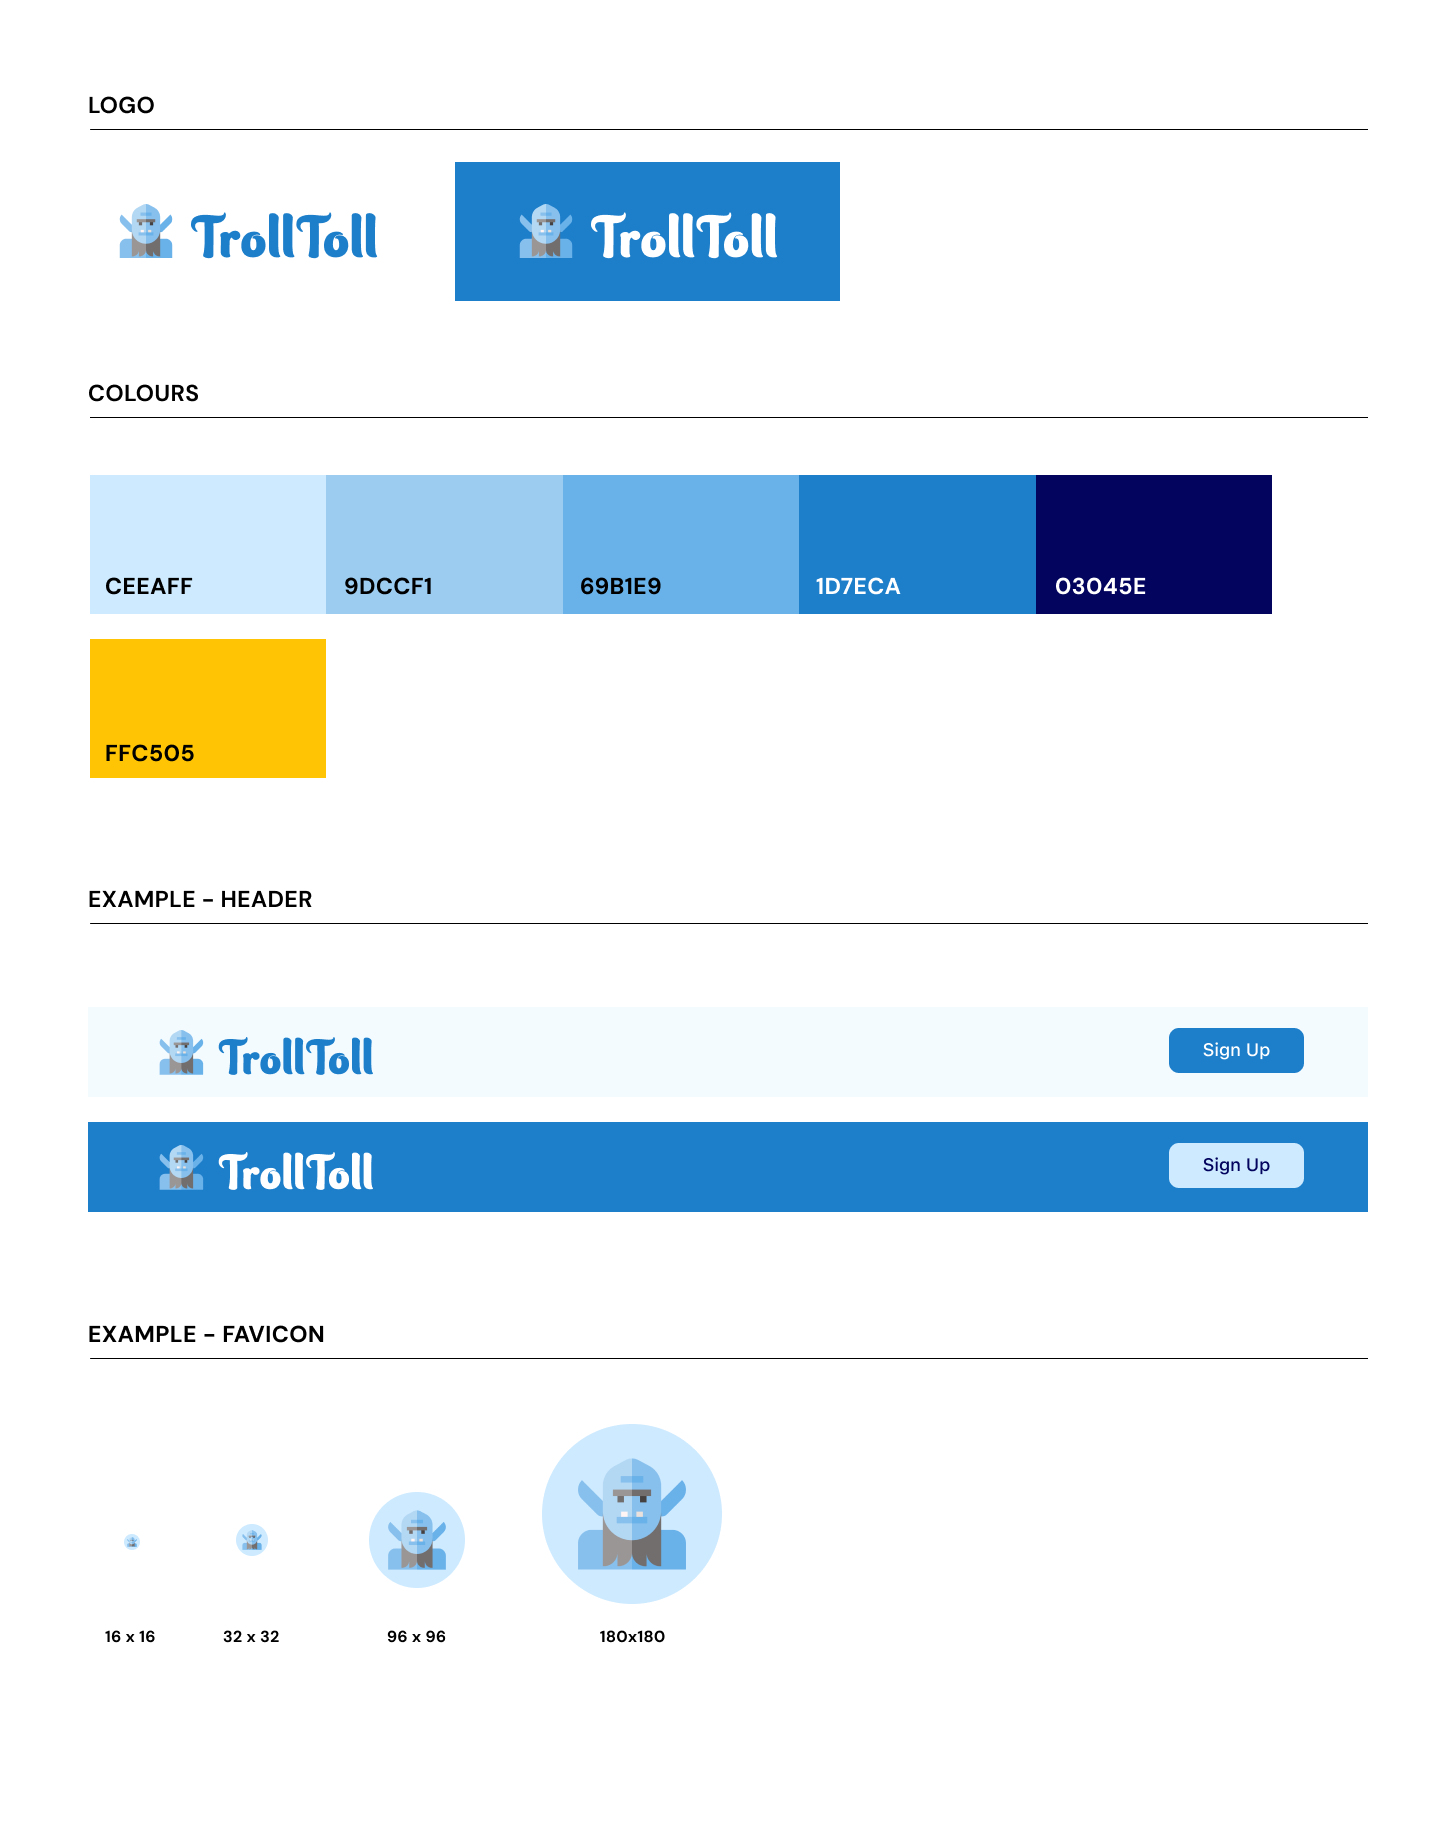 LOGO
TrollToll TrollToll
COLOURS
CEEAFF 9DCCF1 69B1E9 1D7ECA 03045E
FFC505
EXAMPLE - HEADER
TrollToll Sign Up
TrollToll Sign Up
EXAMPLE - FAVICON
16 x 16 32 x 32 96 x 96 180x180